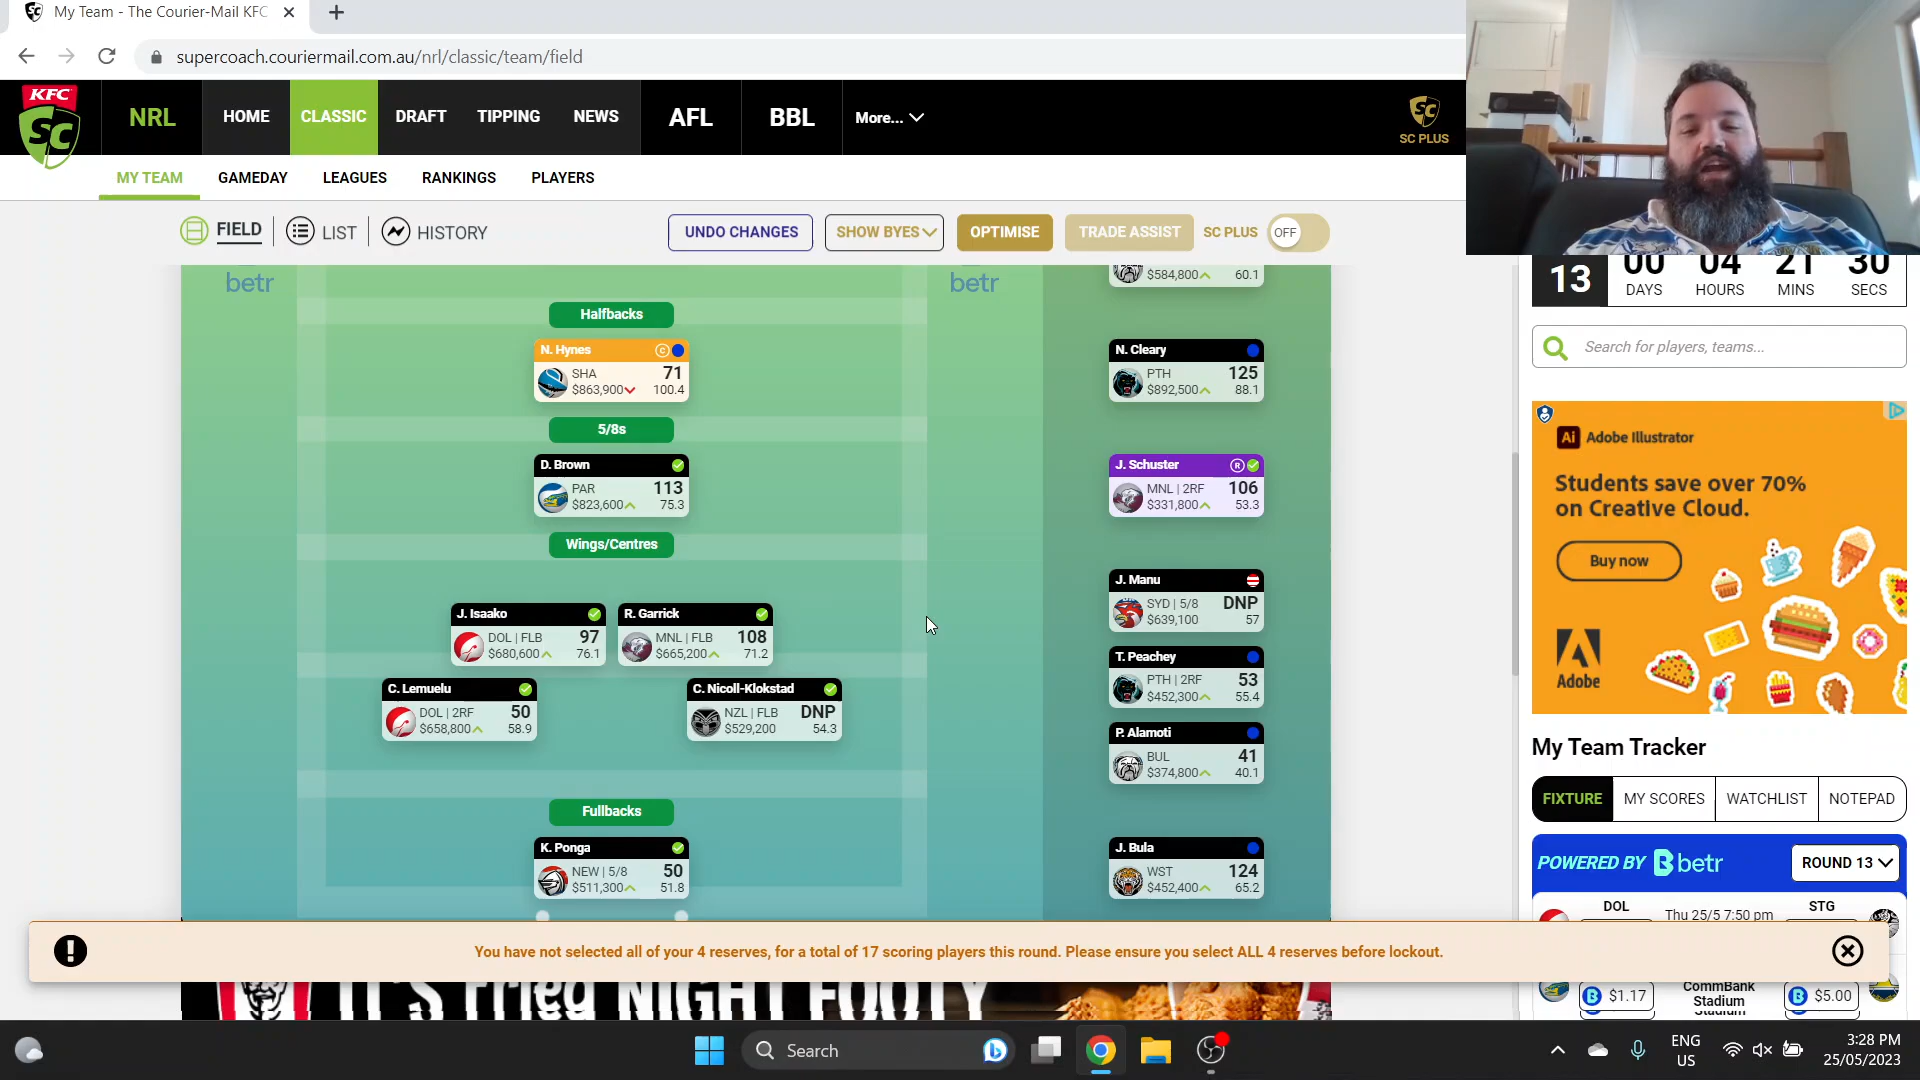 My Team - The Courier-Mail KFC
supercoach.couriermail.com.au/nrl/classic/team/field
KFC
SC
NRL
HOME
CLASSIC
DRAFT
TIPPING
NEWS
AFL
BBL
More...
SC
SC PLUS
MY TEAM
GAMEDAY
LEAGUES
RANKINGS
PLAYERS
FIELD
LIST
HISTORY
UNDO CHANGES
SHOW BYES
OPTIMISE
TRADE ASSIST
SC PLUS
OFF
betr
betr
$584,800 60.1
Halfbacks
N. Hynes C
SHA 71
$863,900 100.4
N. Cleary
PTH 125
$892,500 88.1
5/8s
D. Brown
PAR 113
$823,600 75.3
J. Schuster R
MNL | 2RF 106
$331,800 53.3
Wings/Centres
J. Isaako
DOL | FLB 97
$680,600 76.1
R. Garrick
MNL | FLB 108
$665,200 71.2
C. Lemuelu
DOL | 2RF 50
$658,800 58.9
C. Nicoll-Klokstad
NZL | FLB DNP
$529,200 54.3
J. Manu
SYD | 5/8 DNP
$639,100 57
T. Peachey
PTH | 2RF 53
$452,300 55.4
P. Alamoti
BUL 41
$374,800 40.1
Fullbacks
K. Ponga
NEW | 5/8 50
$511,300 51.8
J. Bula
WST 124
$452,400 65.2
13
00 04 21 30
DAYS HOURS MINS SECS
Search for players, teams...
Ai Adobe Illustrator
Students save over 70%
on Creative Cloud.
Buy now
Adobe
My Team Tracker
FIXTURE
MY SCORES
WATCHLIST
NOTEPAD
POWERED BY betr
ROUND 13
DOL
Thu 25/5 7:50 pm
STG
You have not selected all of your 4 reserves, for a total of 17 scoring players this round. Please ensure you select ALL 4 reserves before lockout.
CommBank
Stadium
Stadium
B $1.17
B $5.00
IT'S Fried NIGHT FOOTY
Search
ENG
US
3:28 PM
25/05/2023